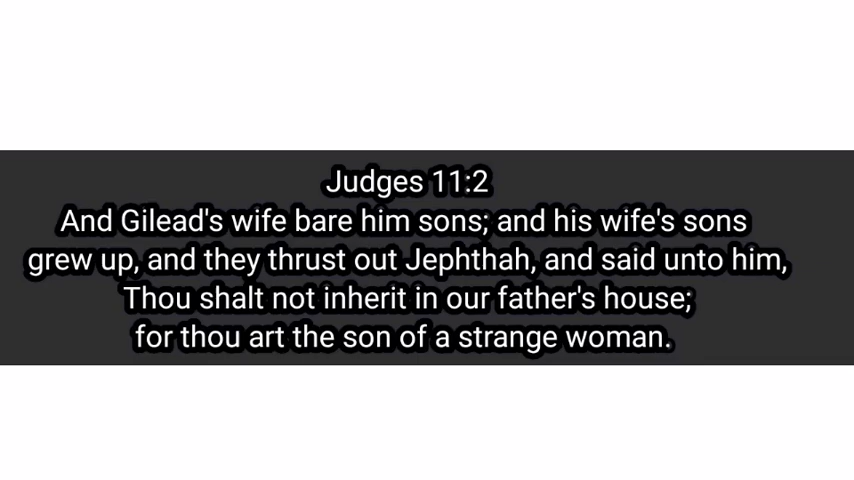 Judges 11:2
And Gilead's wife bare him sons; and his wife's sons
grew up, and they thrust out Jephthah, and said unto him,
Thou shalt not inherit in our father's house;
for thou art the son of a strange woman.